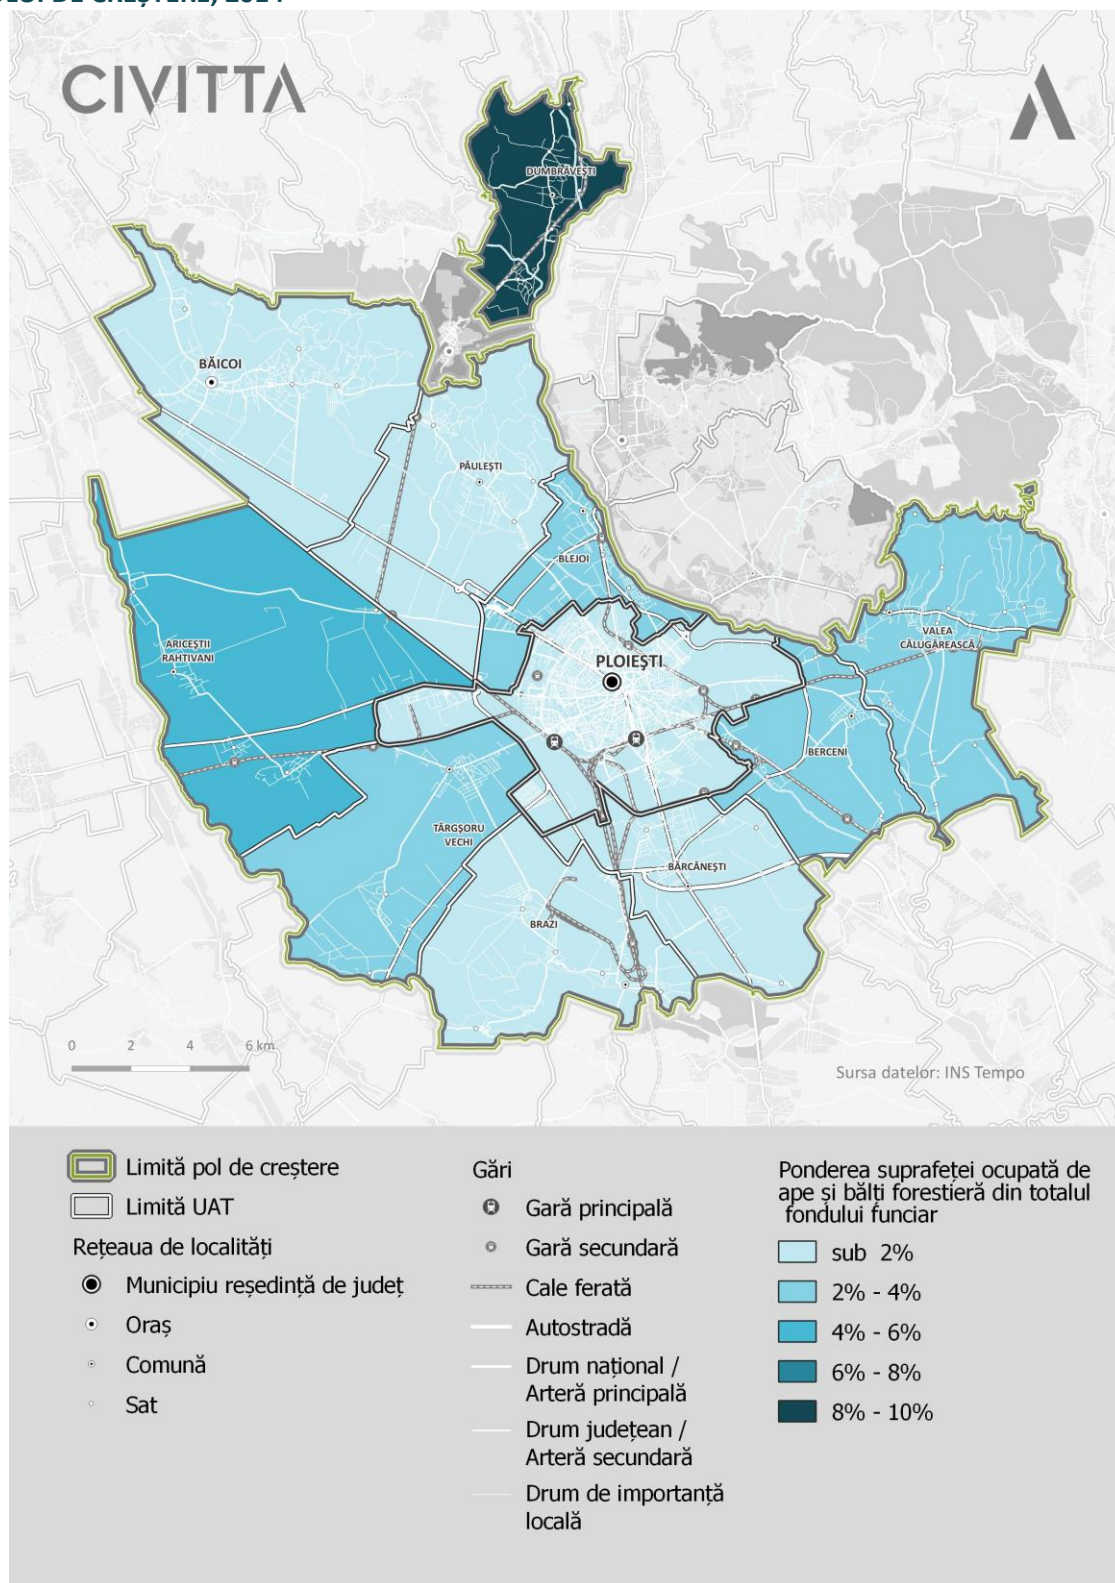 CIVITTA
DUMBRĂVEȘTI
BĂICOI
PĂULEȘTI
BLEJOI
ARICEȘTII
RAHTIVANI
PLOIEȘTI
VALEA
CĂLUGĂREASCĂ
BERCENI
TÂRGȘORU
VECHI
BĂRCĂNEȘTI
BRAZI
0 2 4 6 km
Sursa datelor: INS Tempo
Limită pol de creștere
Limită UAT
Rețeaua de localități
Municipiu reședință de județ
Oraș
Comună
Sat
Gări
Gară principală
Gară secundară
Cale ferată
Autostradă
Drum național /
Arteră principală
Drum județean /
Arteră secundară
Drum de importanță
locală
Ponderea suprafeței ocupată de
ape și bălți forestieră din totalul
fondului funciar
sub 2%
2% - 4%
4% - 6%
6% - 8%
8% - 10%